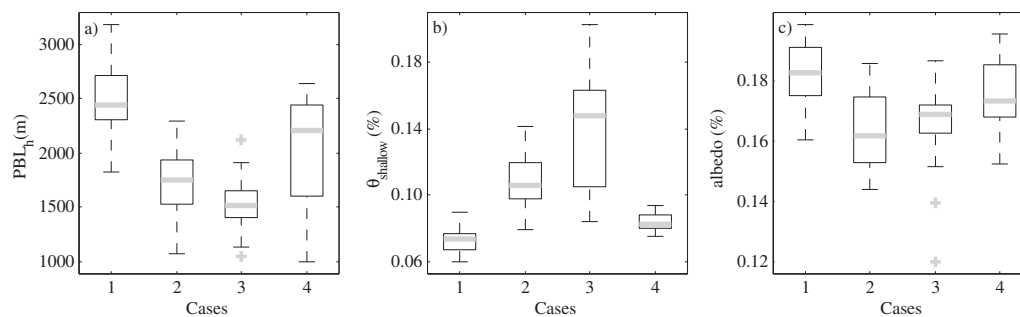 a)
3000
2500
2000
1500
1000
PBL_h(m)
1 2 3 4
Cases
b)
0.18
0.14
0.10
0.06
θ_shallow (%)
1 2 3 4
Cases
c)
0.18
0.16
0.14
0.12
albedo (%)
1 2 3 4
Cases